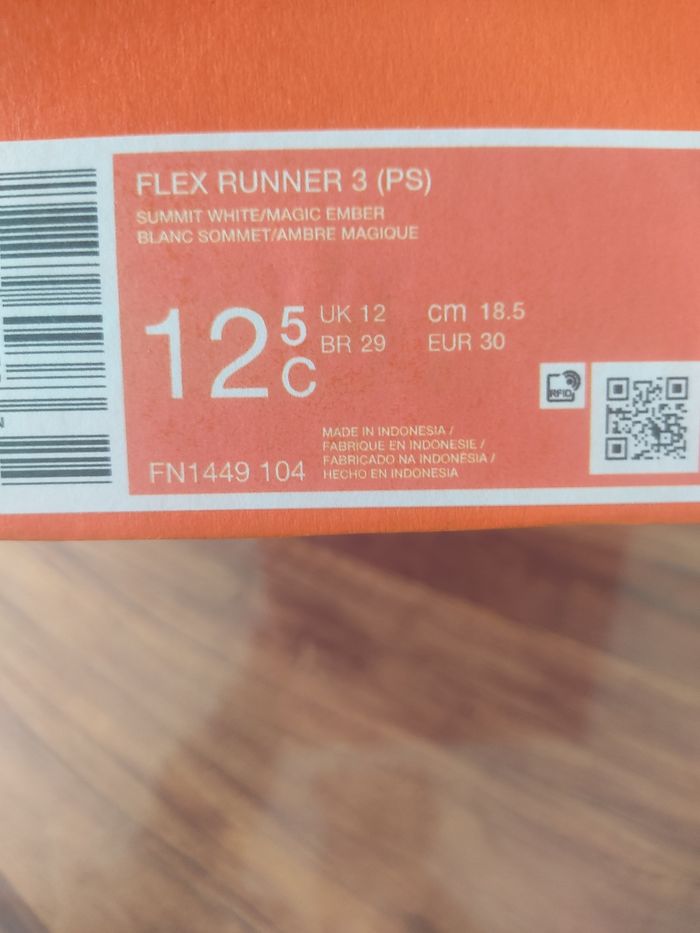 FLEX RUNNER 3 (PS)
SUMMIT WHITE/MAGIC EMBER
BLANC SOMMET/AMBRE MAGIQUE
12 5 C
UK 12 cm 18.5
BR 29 EUR 30
RFID
MADE IN INDONESIA /
FABRIQUE EN INDONESIE /
FABRICADO NA INDONÉSIA /
HECHO EN INDONESIA
FN1449 104